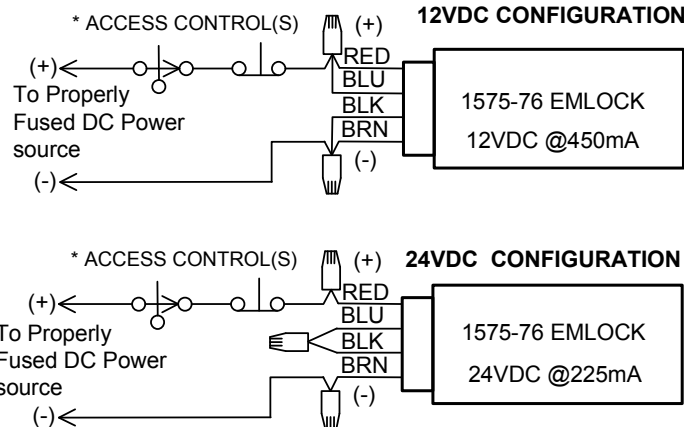 12VDC CONFIGURATION
* ACCESS CONTROL(S)
(+)
(+)
RED
BLU
BLK
BRN
(-)
To Properly
Fused DC Power
source
(-)
1575-76 EMLOCK
12VDC @450mA
24VDC CONFIGURATION
* ACCESS CONTROL(S)
(+)
(+)
RED
BLU
BLK
BRN
(-)
To Properly
Fused DC Power
source
(-)
1575-76 EMLOCK
24VDC @225mA